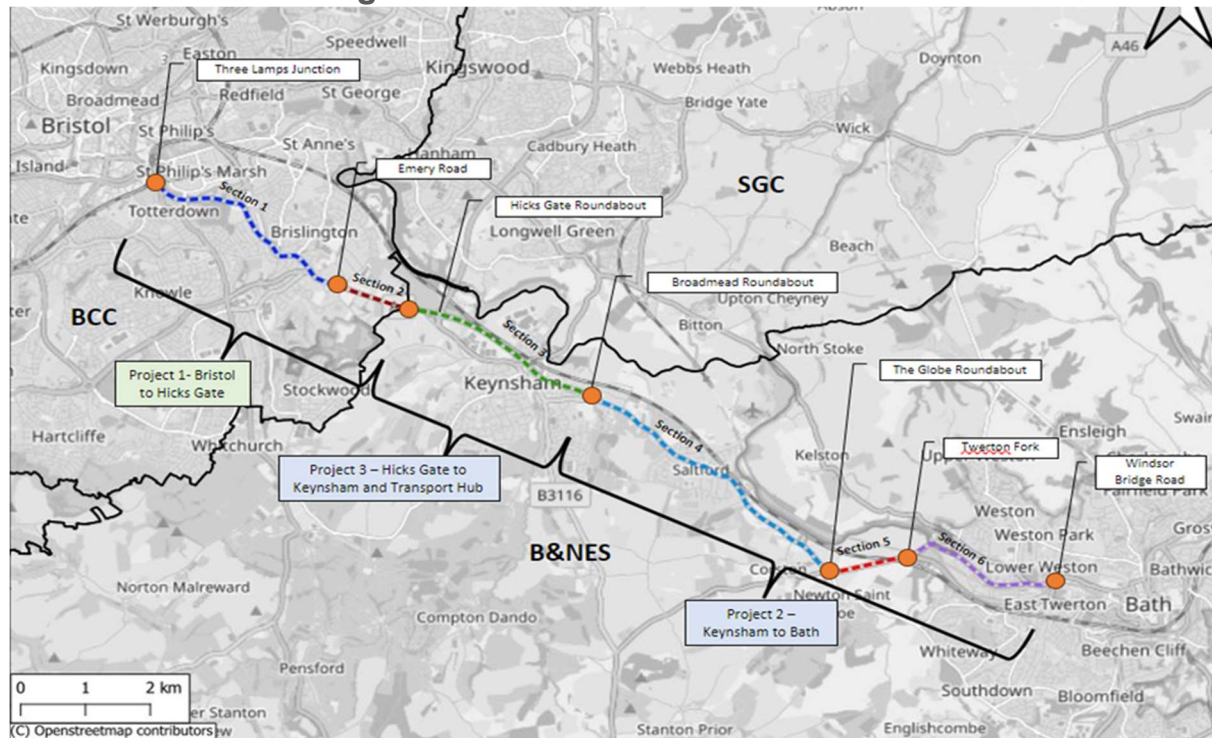 St Werburgh's
Easton
Speedwell
Kingsdown
Three Lamps Junction
Kingswood
Webbs Heath
Doynton
A46
Broadmead
Redfield
St George
Bridge Yate
Bristol
St Philip's
St Anne's
Wick
Island
St Philip's Marsh
Hanham
Emery Road
Cadbury Heath
SGC
Section 1
Totterdown
Hicks Gate Roundabout
Brislington
Longwell Green
Beach
Section 2
Broadmead Roundabout
Knowle
Upton Cheyney
BCC
Bitton
Section 3
North Stoke
Project 1- Bristol
to Hicks Gate
Stockwood
Keynsham
The Globe Roundabout
Hartcliffe
Whitchurch
Section 4
Ensleigh
Project 3 – Hicks Gate to
Keynsham and Transport Hub
Saltford
Kelston
Twerton Fork
Windsor
Bridge Road
B3116
Weston
B&NES
Weston Park
Section 5
Section 6
Lower Weston
Norton Malreward
Newton Saint
East Twerton
Bath
Compton Dando
Project 2 –
Keynsham to Bath
Whiteway
Beechen Cliff
Pensford
Southdown
Bloomfield
0 1 2 km
Stanton Prior
Englishcombe
(C) Openstreetmap contributors